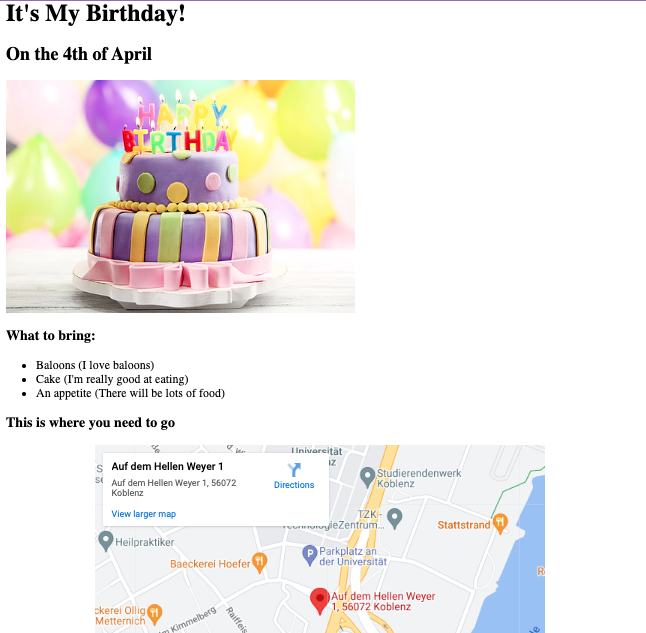 It's My Birthday!
On the 4th of April
HAPPY
BIRTHDAY
What to bring:
Baloons (I love baloons)
Cake (I'm really good at eating)
An appetite (There will be lots of food)
This is where you need to go
Auf dem Hellen Weyer 1
Auf dem Hellen Weyer 1, 56072
Koblenz
Directions
View larger map
Universität
Studierendenwerk
Koblenz
TZK -
TechnologieZentrum...
Stattstrand
Heilpraktiker
Parkplatz an
der Universität
Baeckerei Hoefer
Auf dem Hellen Weyer
1, 56072 Koblenz
ckerei Ollig
Metternich
m Kimmelberg
Raiffeis